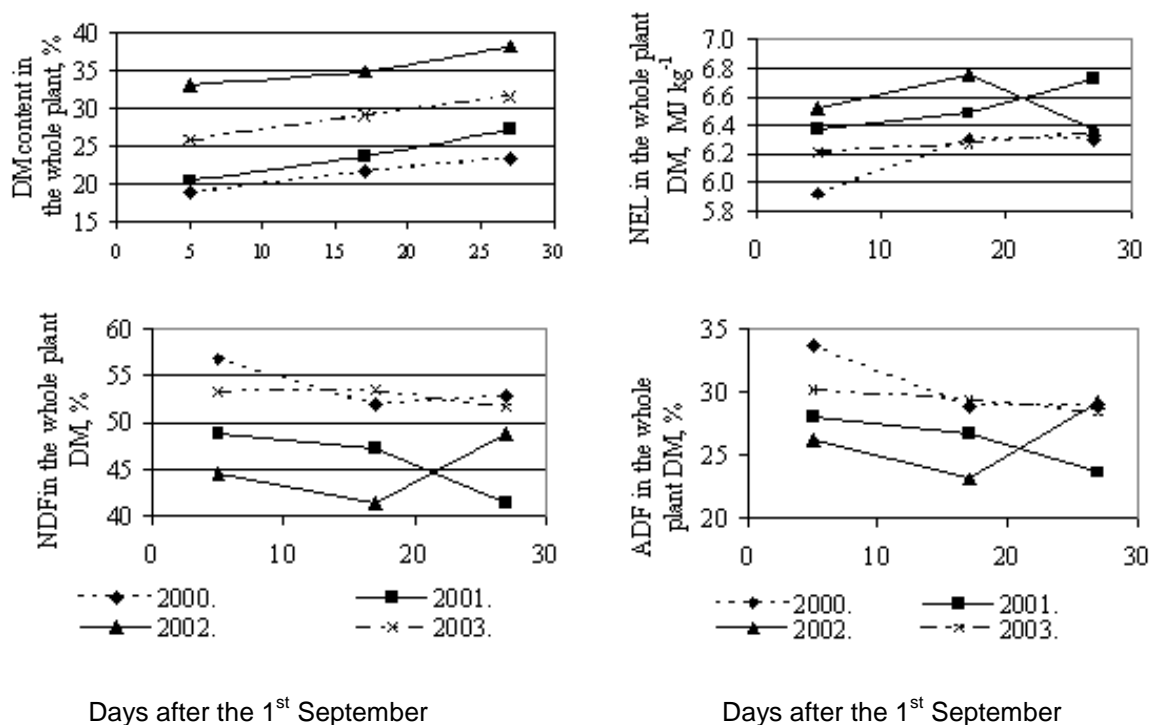 DM content in
the whole plant, %
40
35
30
25
20
15
0 5 10 15 20 25 30
NEL in the whole plant
DM, MJ kg-1
7.0
6.8
6.6
6.4
6.2
6.0
5.8
0 10 20 30
NDFin the whole plant
DM, %
60
55
50
45
40
0 10 20 30
2000. 2001.
2002. 2003.
ADF in the whole
plant DM, %
35
30
25
20
0 10 20 30
2000. 2001.
2002. 2003.
Days after the 1st September
Days after the 1st September